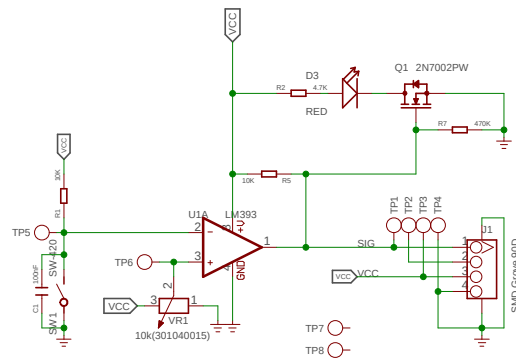 VCC
D3
Q1 2N7002PW
R2 4.7K
RED
R7 470K
VCC
10K
R1
10K R5
TP1
TP2
TP3
TP4
U1A LM393
2
8
+V
1
3
4
GND
TP5
SW-420
TP6
SIG
VCC
VCC
J1
1
2
3
4
SMD Grove 90D
100nF
C1
SW1
VCC
3
2
1
VR1
10k(301040015)
TP7
TP8